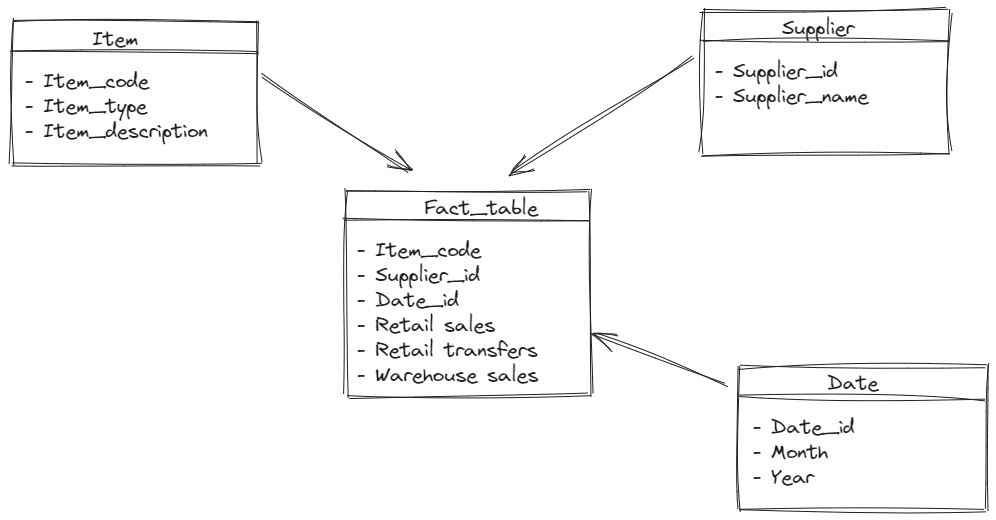 Item
- Item_code
- Item_type
- Item_description
Supplier
- Supplier_id
- Supplier_name
Fact_table
- Item_code
- Supplier_id
- Date_id
- Retail sales
- Retail transfers
- Warehouse sales
Date
- Date_id
- Month
- Year